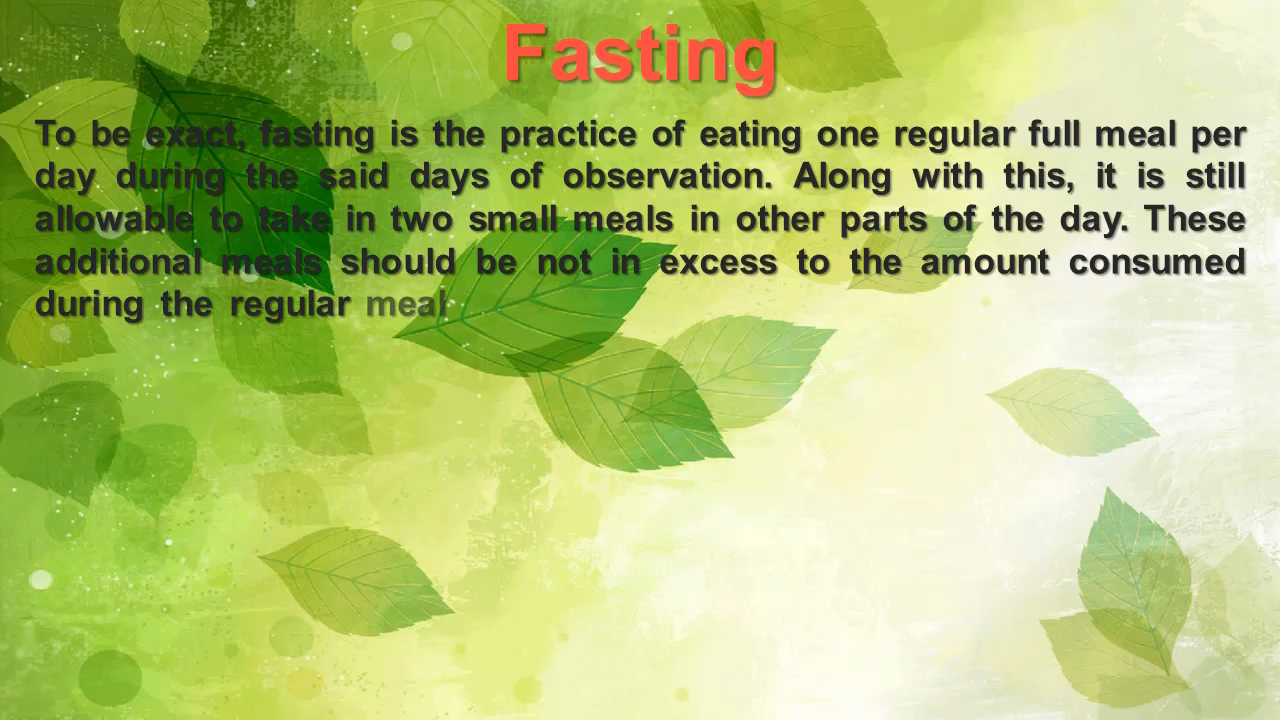 Fasting
To be exact, fasting is the practice of eating one regular full meal per
day during the said days of observation. Along with this, it is still
allowable to take in two small meals in other parts of the day. These
additional meals should be not in excess to the amount consumed
during the regular meal